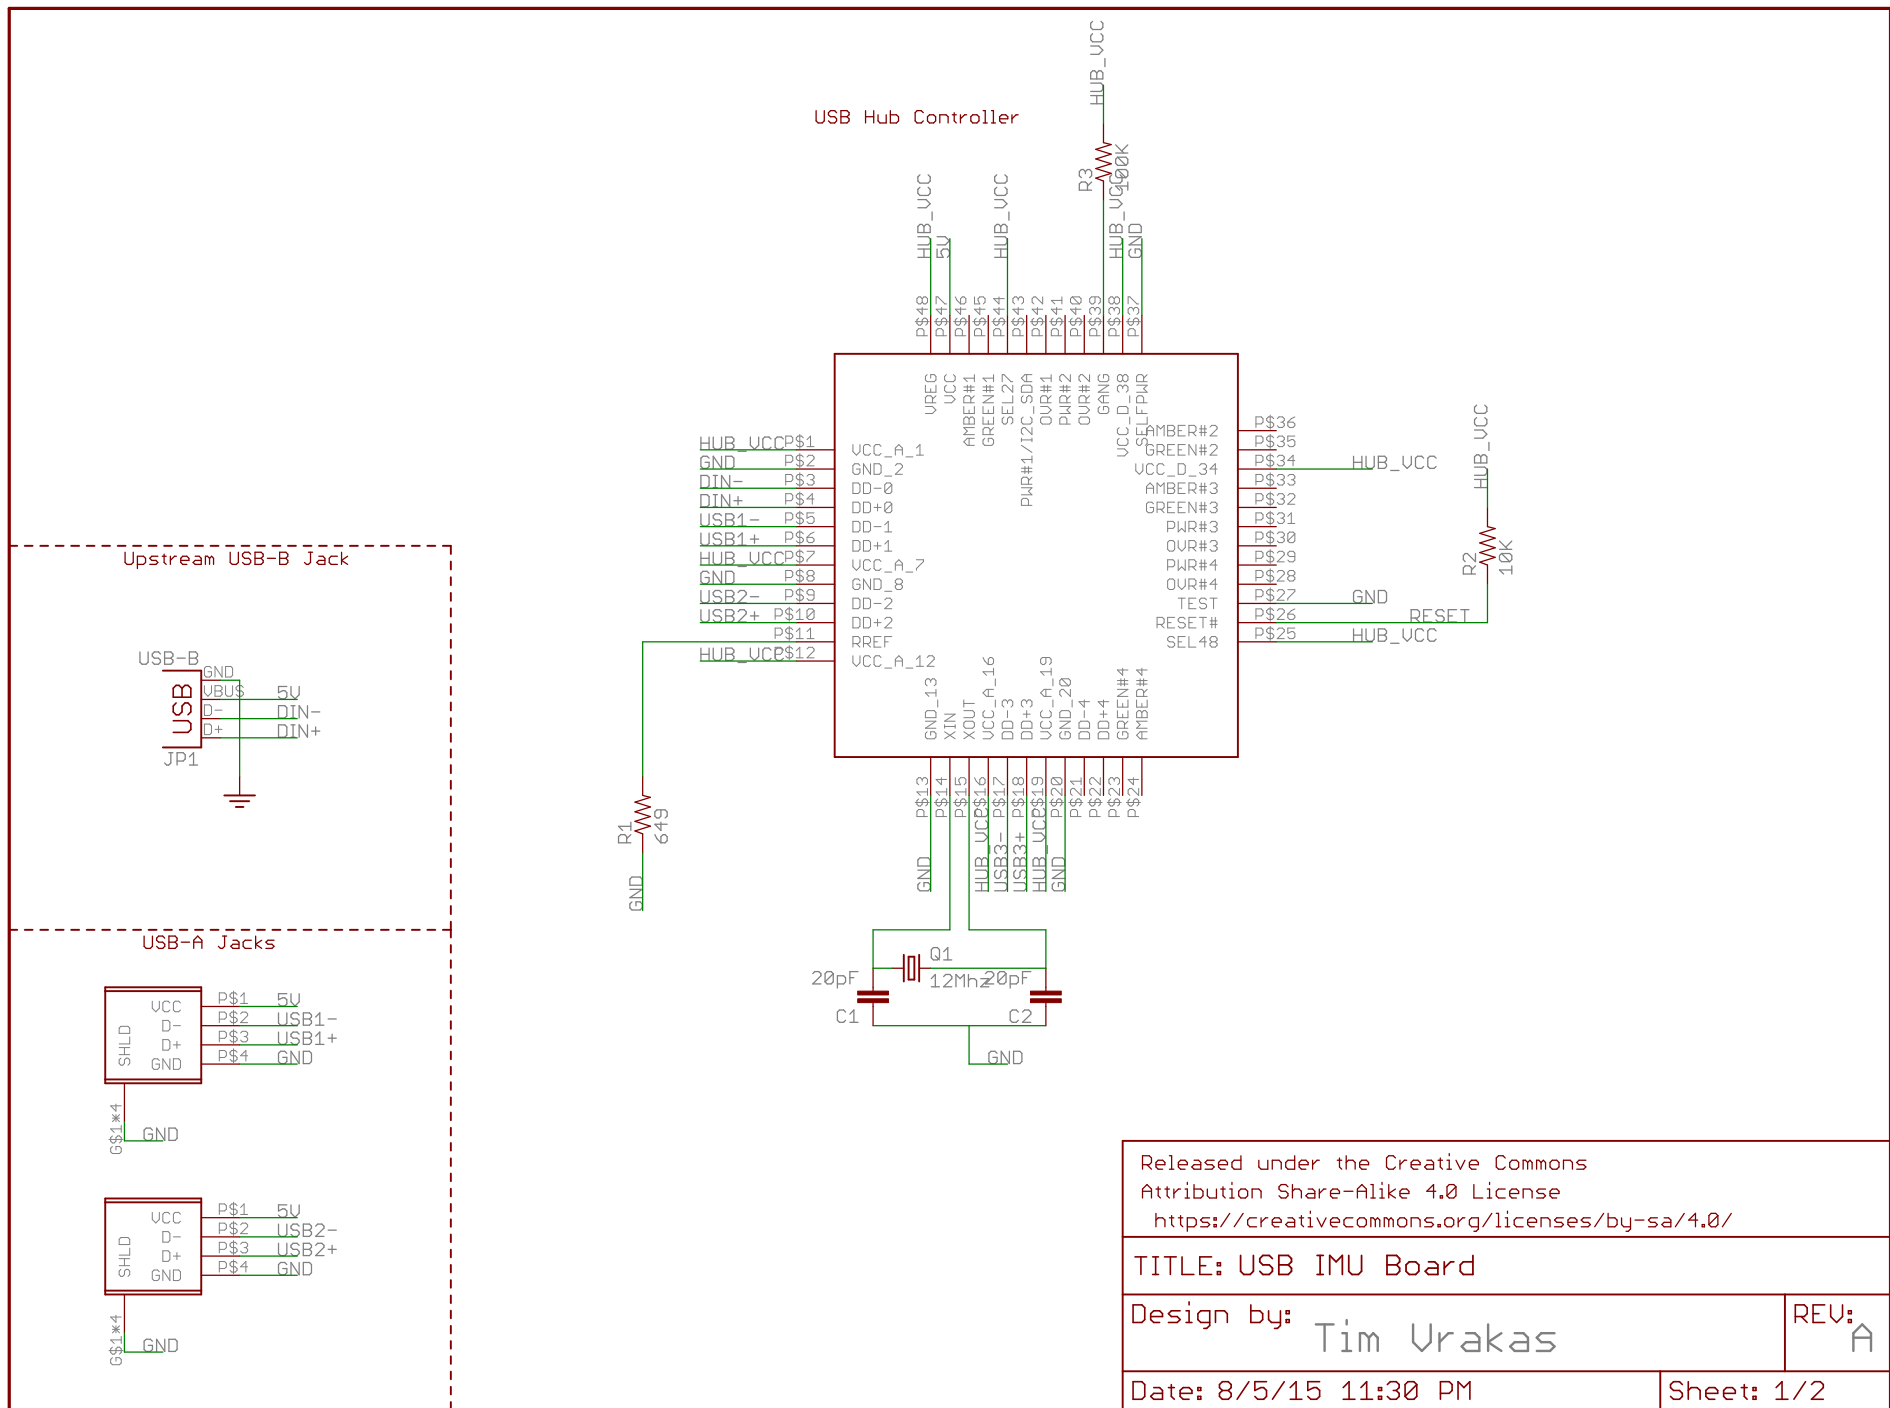 USB Hub Controller
HUB_VCC
R3
100K
HUB_VCC
5V
HUB_VCC
HUB_VCC
GND
P$48
P$47
P$46
P$45
P$44
P$43
P$42
P$41
P$40
P$39
P$38
P$37
VREG
VCC
AMBER#1
GREEN#1
SEL27
PWR#1/I2C_SDA
OVR#1
PWR#2
OVR#2
GANG
VCC_D_38
SELFPWR
HUB_VCC P$1 VCC_A_1
GND P$2 GND_2
DIN- P$3 DD-0
DIN+ P$4 DD+0
USB1- P$5 DD-1
USB1+ P$6 DD+1
HUB_VCC P$7 VCC_A_7
GND P$8 GND_8
USB2- P$9 DD-2
USB2+ P$10 DD+2
P$11 RREF
HUB_VCC P$12 VCC_A_12
AMBER#2 P$36
GREEN#2 P$35
VCC_D_34 P$34 HUB_VCC
AMBER#3 P$33
GREEN#3 P$32
PWR#3 P$31
OVR#3 P$30
PWR#4 P$29
OVR#4 P$28
TEST P$27 GND
RESET# P$26 RESET
SEL48 P$25 HUB_VCC
HUB_VCC
R2
10K
GND_13
XIN
XOUT
VCC_A_16
DD-3
DD+3
VCC_A_19
GND_20
DD-4
DD+4
GREEN#4
AMBER#4
P$13
P$14
P$15
P$16
P$17
P$18
P$19
P$20
P$21
P$22
P$23
P$24
GND
HUB_VCC
USB3-
USB3+
HUB_VCC
GND
R1
649
GND
Q1
12Mhz
20pF
C1
20pF
C2
GND
Upstream USB-B Jack
USB-B
USB
GND
VBUS 5V
D- DIN-
D+ DIN+
JP1
USB-A Jacks
SHLD
VCC P$1 5V
D- P$2 USB1-
D+ P$3 USB1+
GND P$4 GND
G$1*4
GND
SHLD
VCC P$1 5V
D- P$2 USB2-
D+ P$3 USB2+
GND P$4 GND
G$1*4
GND
Released under the Creative Commons
Attribution Share-Alike 4.0 License
https://creativecommons.org/licenses/by-sa/4.0/
TITLE: USB IMU Board
Design by: Tim Vrakas
REV: A
Date: 8/5/15 11:30 PM
Sheet: 1/2